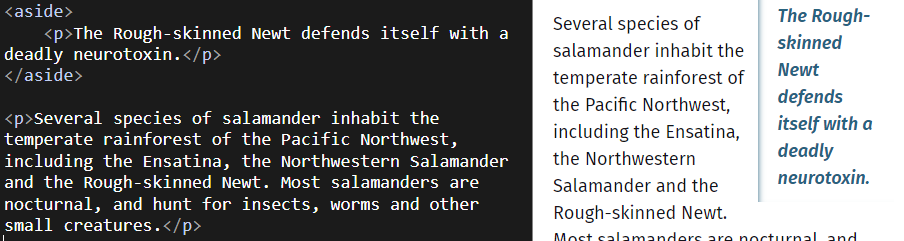 <aside>
    <p>The Rough-skinned Newt defends itself with a
deadly neurotoxin.</p>
</aside>
<p>Several species of salamander inhabit the
temperate rainforest of the Pacific Northwest,
including the Ensatina, the Northwestern Salamander
and the Rough-skinned Newt. Most salamanders are
nocturnal, and hunt for insects, worms and other
small creatures.</p>
Several species of
salamander inhabit the
temperate rainforest of
the Pacific Northwest,
including the Ensatina,
the Northwestern
Salamander and the
Rough-skinned Newt.
Most salamanders are nocturnal, and
The Rough-
skinned
Newt
defends
itself with a
deadly
neurotoxin.